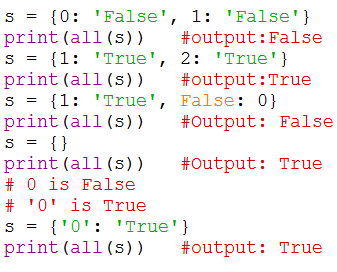 s = {0: 'False', 1: 'False'}
print(all(s))   #output:False
s = {1: 'True', 2: 'True'}
print(all(s))   #output:True
s = {1: 'True', False: 0}
print(all(s))   #Output: False
s = {}
print(all(s))   #Output: True
# 0 is False
# '0' is True
s = {'0': 'True'}
print(all(s))   #output: True